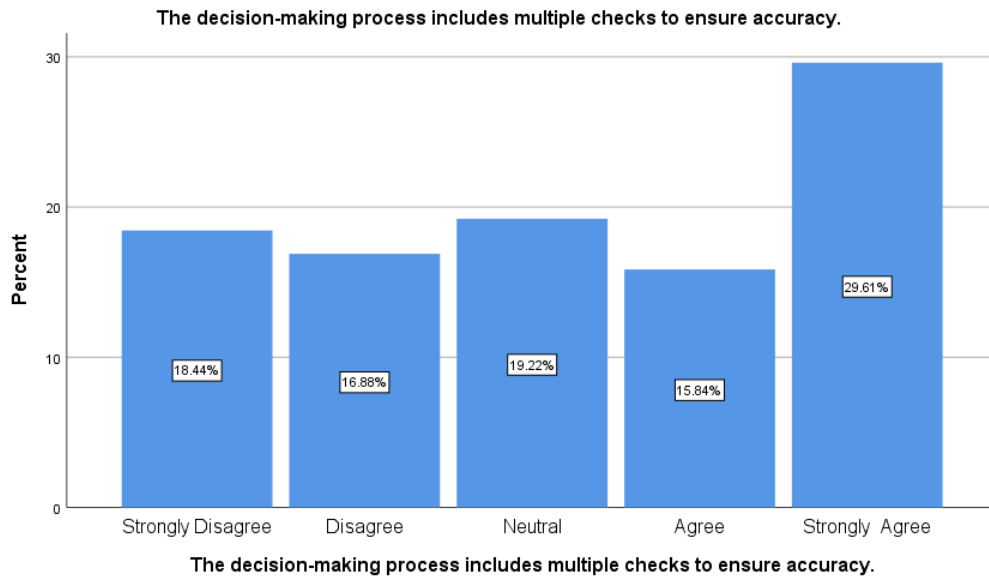 The decision-making process includes multiple checks to ensure accuracy.
30
20
10
0
Percent
18.44%
16.88%
19.22%
15.84%
29.61%
Strongly Disagree
Disagree
Neutral
Agree
Strongly Agree
The decision-making process includes multiple checks to ensure accuracy.